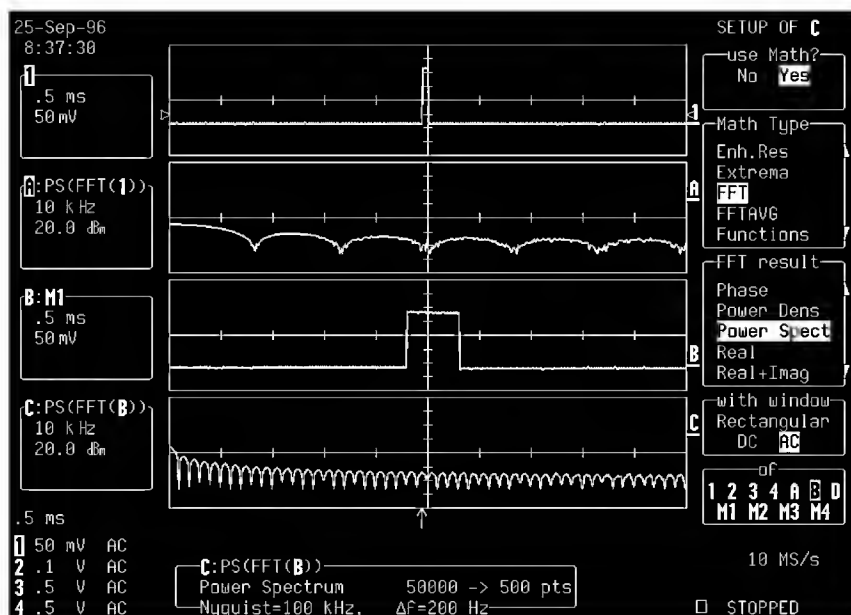 25-Sep-96
8:37:30
1
.5 ms
50 mV
A:PS(FFT(1))
10 kHz
20.0 dBm
B:M1
.5 ms
50 mV
C:PS(FFT(B))
10 kHz
20.0 dBm
.5 ms
1 50 mV AC
2 .1 V AC
3 .5 V AC
4 .5 V AC
1
A
B
C
C:PS(FFT(B))
Power Spectrum 50000 -> 500 pts
Nyquist=100 kHz, Δf=200 Hz
SETUP OF C
use Math?
No Yes
Math Type
Enh.Res
Extrema
FFT
FFTAVG
Functions
FFT result
Phase
Power Dens
Power Spect
Real
Real+Imag
with window
Rectangular
DC AC
of
1 2 3 4 A B D
M1 M2 M3 M4
10 MS/s
STOPPED